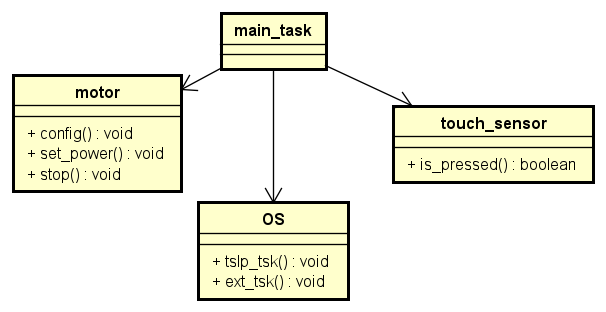 main_task
motor
+ config() : void
+ set_power() : void
+ stop() : void
touch_sensor
+ is_pressed() : boolean
OS
+ tslp_tsk() : void
+ ext_tsk() : void